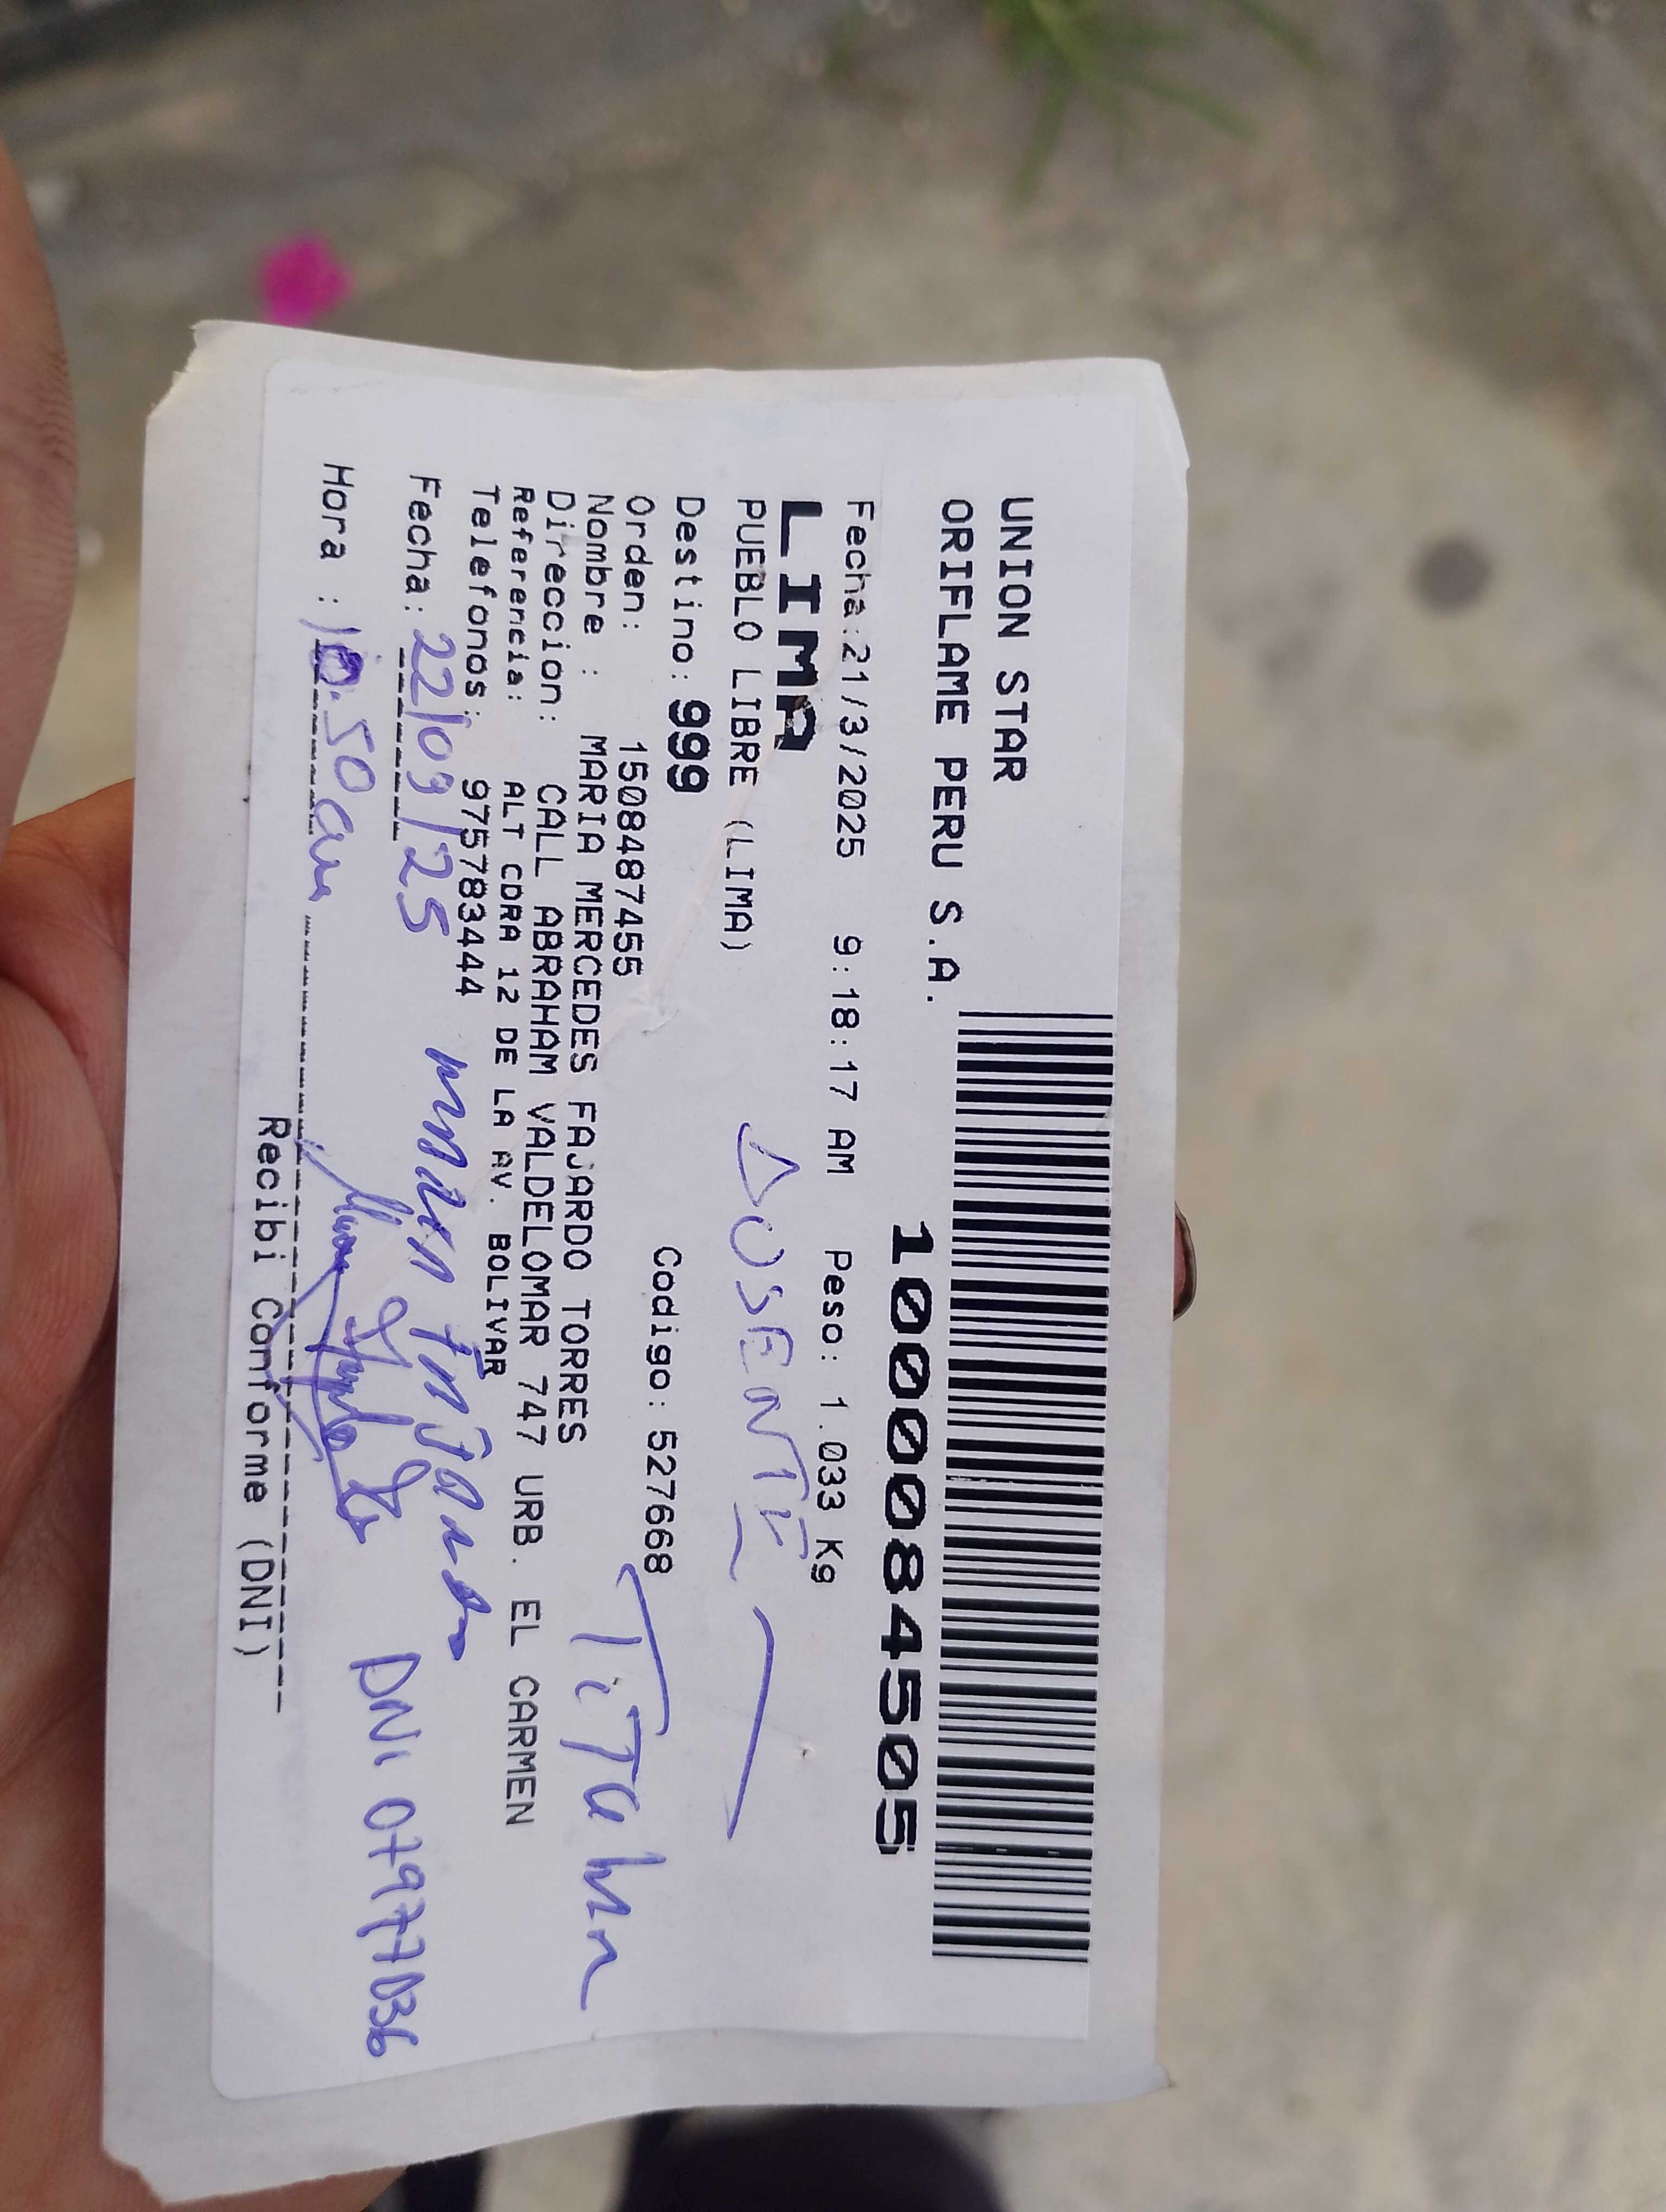 UNION STAR
ORIFLAME PERU S.A.
10000084505
Fecha:21/3/2025 9:18:17 AM Peso: 1.033 Kg
LIMA
PUEBLO LIBRE (LIMA)
AUSENTE
Destino: 999 Codigo: 527668
Orden: 1508487455
Nombre : MARIA MERCEDES FAJARDO TORRES
Direccion: CALL ABRAHAM VALDELOMAR 747 URB. EL CARMEN
Referencia: ALT CDRA 12 DE LA AV. BOLIVAR
Telefonos: 975783444
Fecha: 22/03/25
DNI 07977036
Hora : 10.50am
Recibi Conforme (DNI)